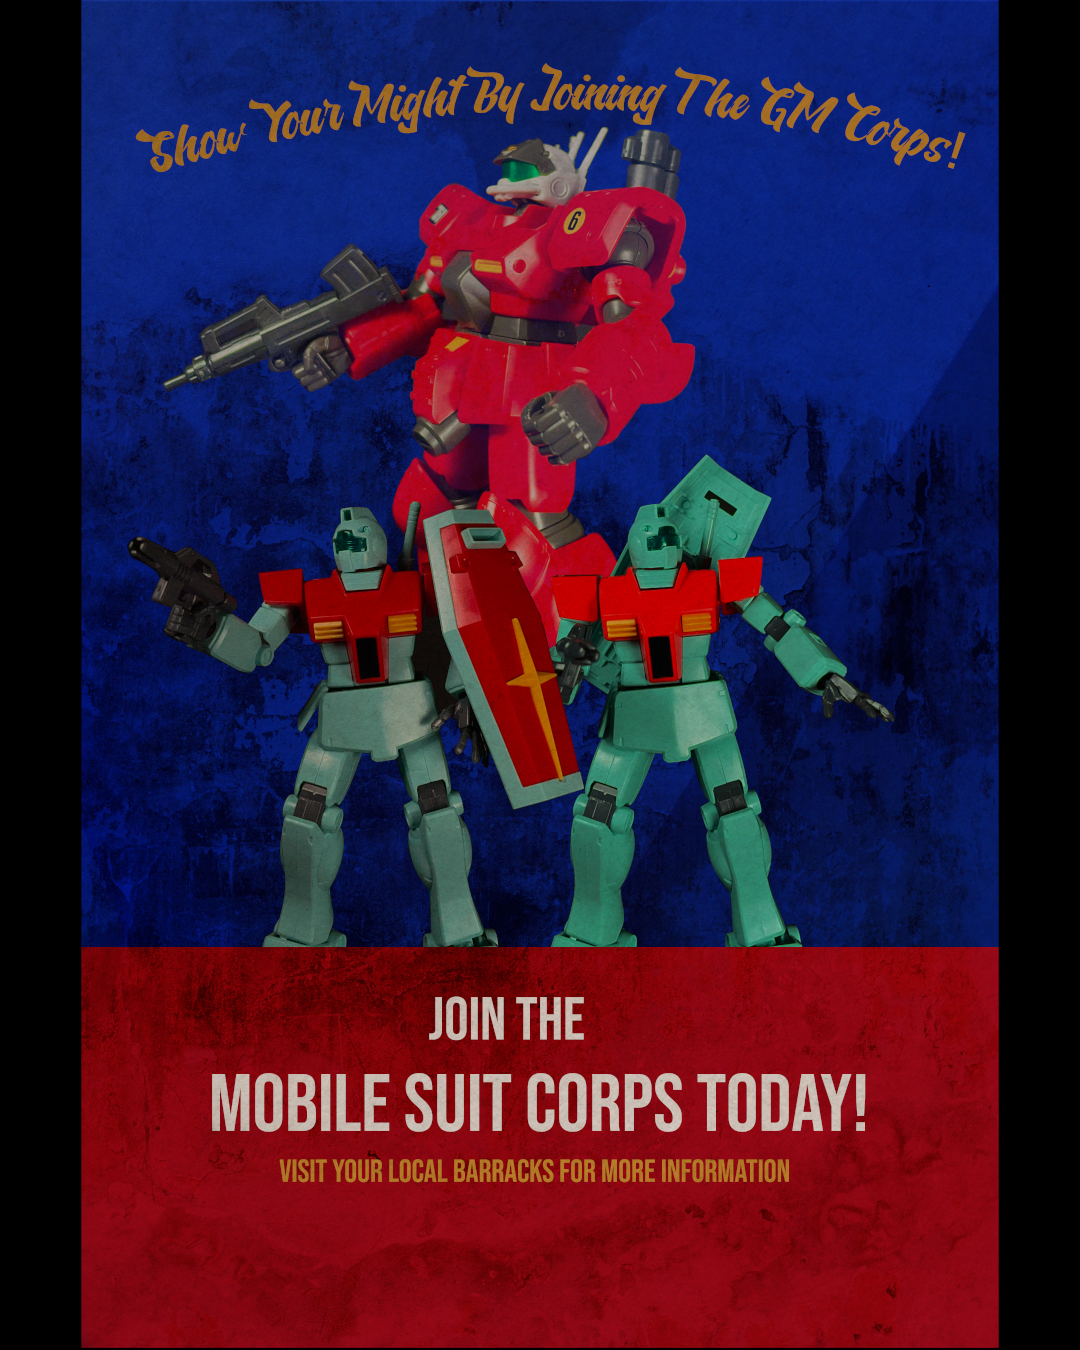 Show Your Might By Joining The GM Corps!
6
JOIN THE
MOBILE SUIT CORPS TODAY!
VISIT YOUR LOCAL BARRACKS FOR MORE INFORMATION